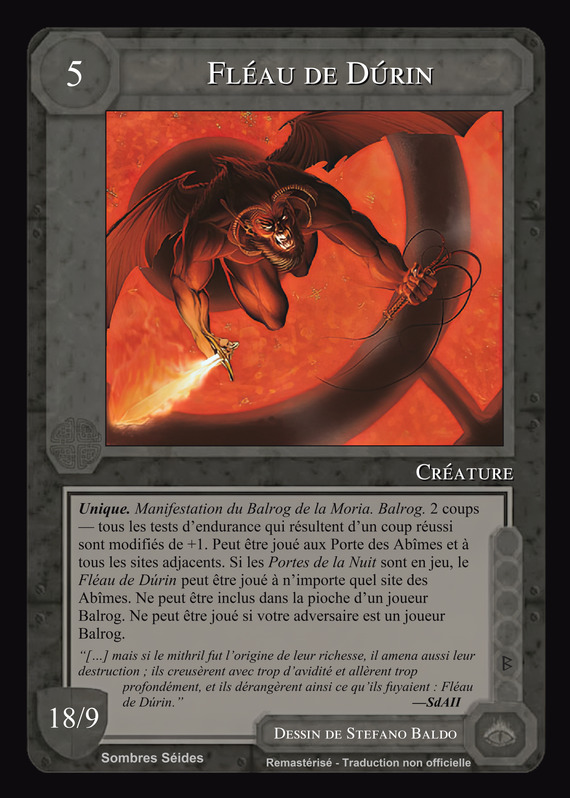 5
Fléau de Dúrin
Créature
Unique. Manifestation du Balrog de la Moria. Balrog. 2 coups
— tous les tests d’endurance qui résultent d’un coup réussi
sont modifiés de +1. Peut être joué aux Porte des Abîmes et à
tous les sites adjacents. Si les Portes de la Nuit sont en jeu, le
Fléau de Dúrin peut être joué à n’importe quel site des
Abîmes. Ne peut être inclus dans la pioche d’un joueur
Balrog. Ne peut être joué si votre adversaire est un joueur
Balrog.
“[…] mais si le mithril fut l’origine de leur richesse, il amena aussi leur
destruction ; ils creusèrent avec trop d’avidité et allèrent trop
profondément, et ils dérangèrent ainsi ce qu’ils fuyaient : Fléau
de Dúrin.” —SdAII
18/9
Dessin de Stefano Baldo
Sombres Séides
Remastérisé - Traduction non officielle